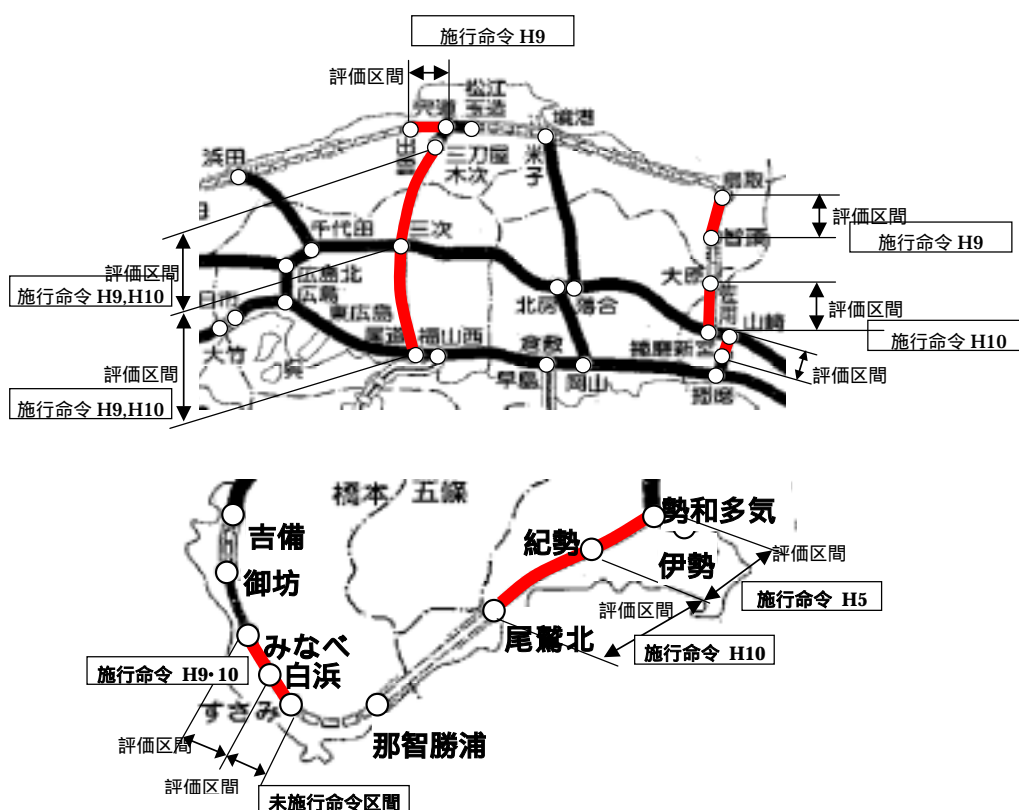 施行命令 H9
評価区間
松江
宍道 玉造
境港
浜田
出雲
三刀屋
木次
米子
鳥取
評価区間
智頭
施行命令 H9
千代田
三次
大原
佐用
評価区間
評価区間
施行命令 H9,H10
広島北
広島
北房
落合
山崎
東広島
尾道
福山西
倉敷
播磨新宮
施行命令 H10
大竹
呉
早島
岡山
播磨
評価区間
評価区間
施行命令 H9,H10
橋本
五條
勢和多気
吉備
紀勢
伊勢
評価区間
御坊
評価区間
施行命令 H5
尾鷲北
みなべ
施行命令 H10
施行命令 H9・10
白浜
すさみ
那智勝浦
評価区間
評価区間
未施行命令区間